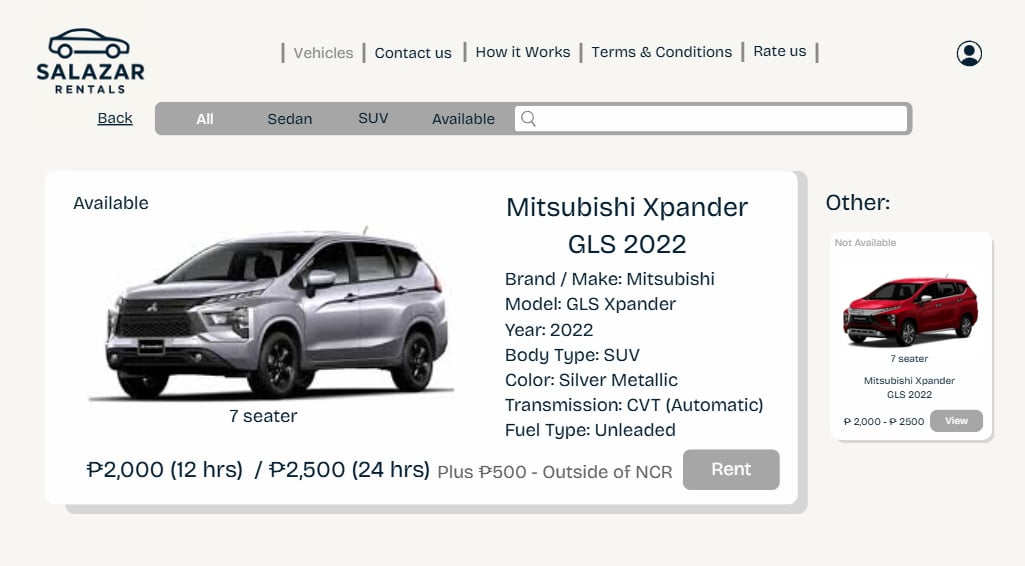 SALAZAR
RENTALS
Vehicles
Contact us
How it Works
Terms & Conditions
Rate us
Back
All
Sedan
SUV
Available
Available
7 seater
Mitsubishi Xpander
GLS 2022
Brand / Make: Mitsubishi
Model: GLS Xpander
Year: 2022
Body Type: SUV
Color: Silver Metallic
Transmission: CVT (Automatic)
Fuel Type: Unleaded
₱2,000 (12 hrs) / ₱2,500 (24 hrs) Plus ₱500 - Outside of NCR
Rent
Other:
Not Available
7 seater
Mitsubishi Xpander
GLS 2022
₱ 2,000 - ₱ 2500
View